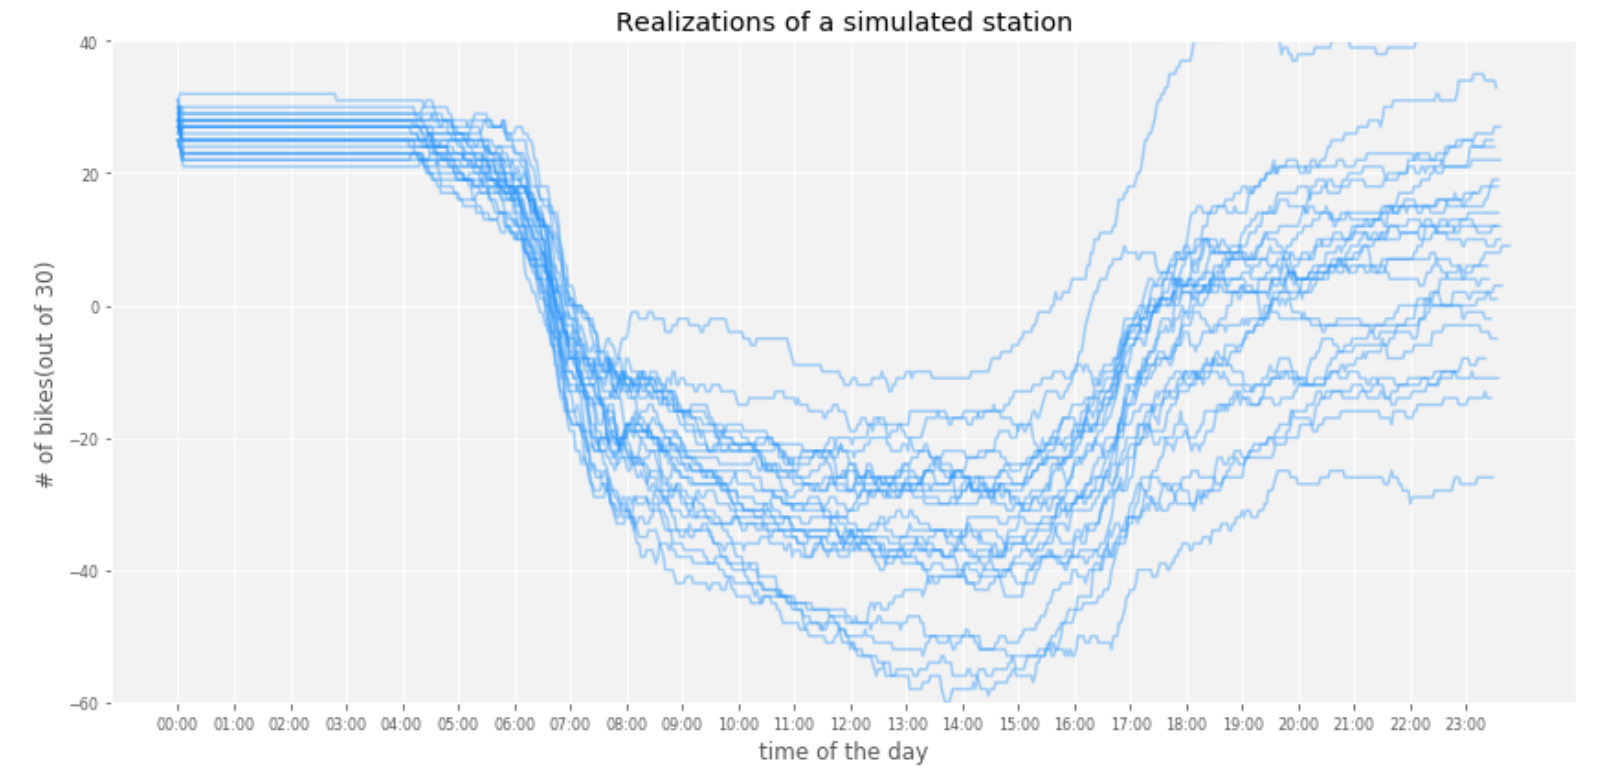 Realizations of a simulated station
40
20
0
−20
−40
−60
# of bikes(out of 30)
00:00 01:00 02:00 03:00 04:00 05:00 06:00 07:00 08:00 09:00 10:00 11:00 12:00 13:00 14:00 15:00 16:00 17:00 18:00 19:00 20:00 21:00 22:00 23:00
time of the day